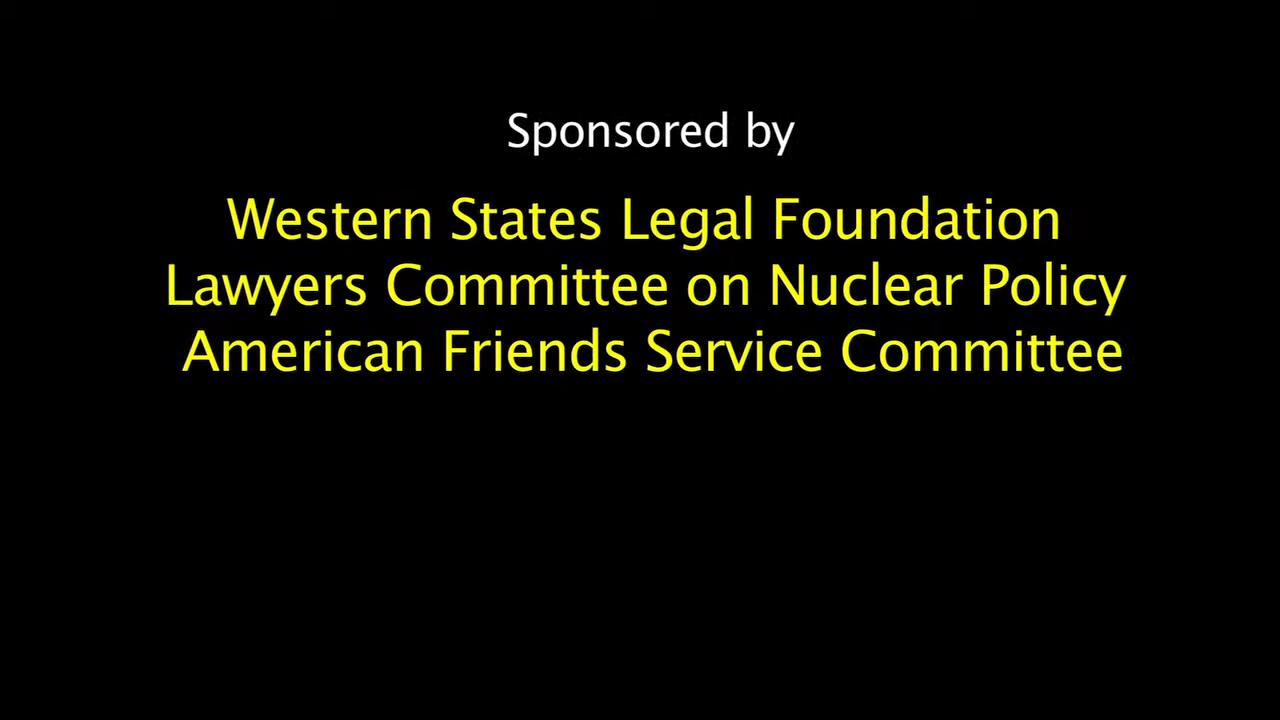 Sponsored by
Western States Legal Foundation
Lawyers Committee on Nuclear Policy
American Friends Service Committee